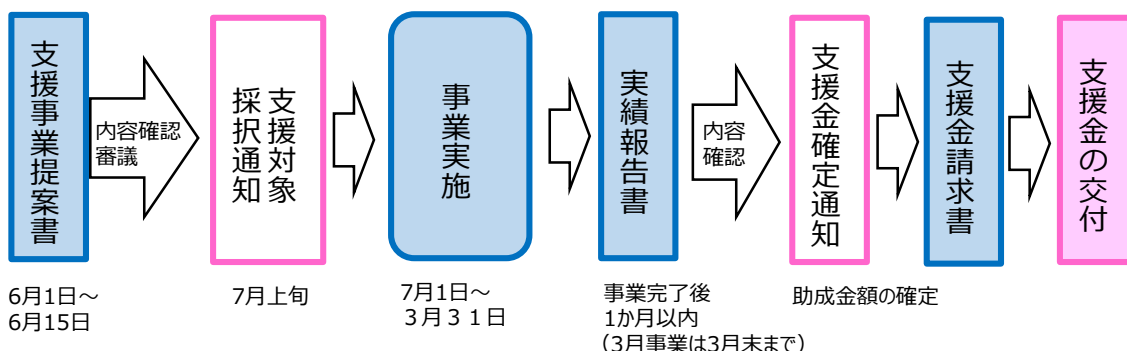 支援事業提案書
内容確認
審議
支援対象
採択通知
事業実施
実績報告書
内容
確認
支援金確定通知
支援金請求書
支援金の交付
6月1日～
6月15日
7月上旬
7月1日～
３月３１日
事業完了後
1か月以内
（3月事業は3月末まで）
助成金額の確定